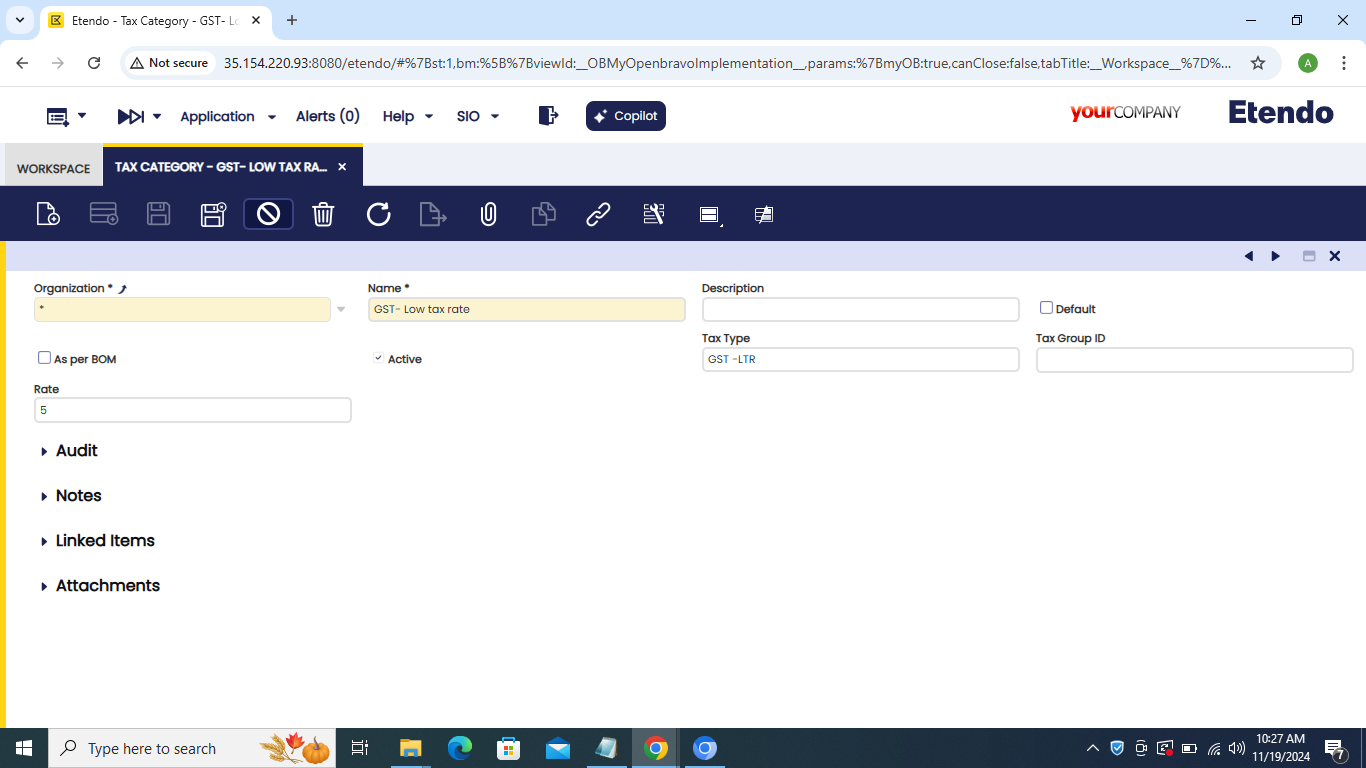 Etendo - Tax Category - GST- Lo
Not secure
35.154.220.93:8080/etendo/#%7Bst:1,bm:%5B%7BviewId:__OBMyOpenbravoImplementation__,params:%7BmyOB:true,canClose:false,tabTitle:__Workspace__%7D%...
A
Application
Alerts (0)
Help
SIO
Copilot
yourCOMPANY
Etendo
WORKSPACE
TAX CATEGORY - GST- LOW TAX RA...
Organization *
Name *
Description
*
GST- Low tax rate
Default
Tax Type
Tax Group ID
As per BOM
Active
GST -LTR
Rate
5
Audit
Notes
Linked Items
Attachments
Type here to search
10:27 AM
11/19/2024
7